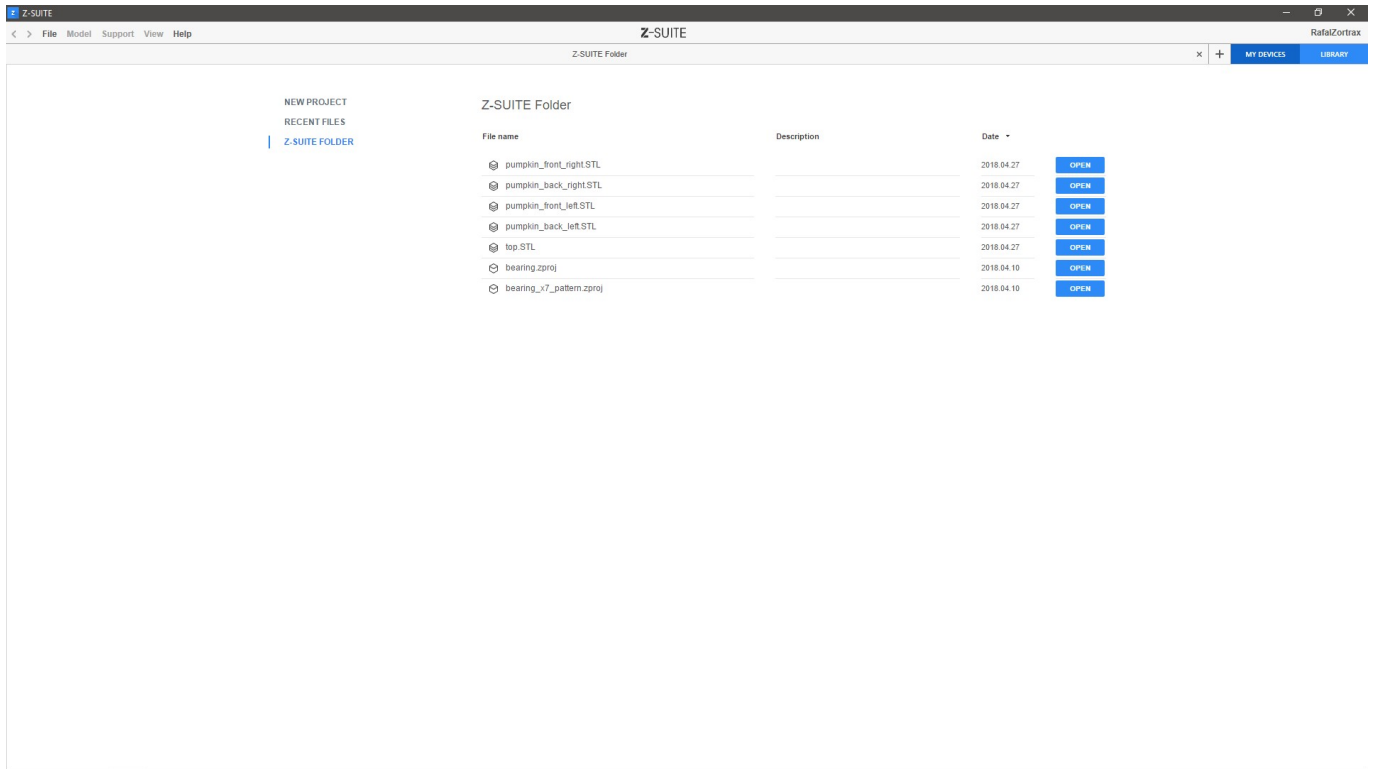 Z Z-SUITE
< > File Model Support View Help Z-SUITE RafalZortrax
Z-SUITE Folder × + MY DEVICES LIBRARY
NEW PROJECT
RECENT FILES
Z-SUITE FOLDER
Z-SUITE Folder
File name Description Date
pumpkin_front_right.STL 2018.04.27 OPEN
pumpkin_back_right.STL 2018.04.27 OPEN
pumpkin_front_left.STL 2018.04.27 OPEN
pumpkin_back_left.STL 2018.04.27 OPEN
top.STL 2018.04.27 OPEN
bearing.zproj 2018.04.10 OPEN
bearing_x7_pattern.zproj 2018.04.10 OPEN